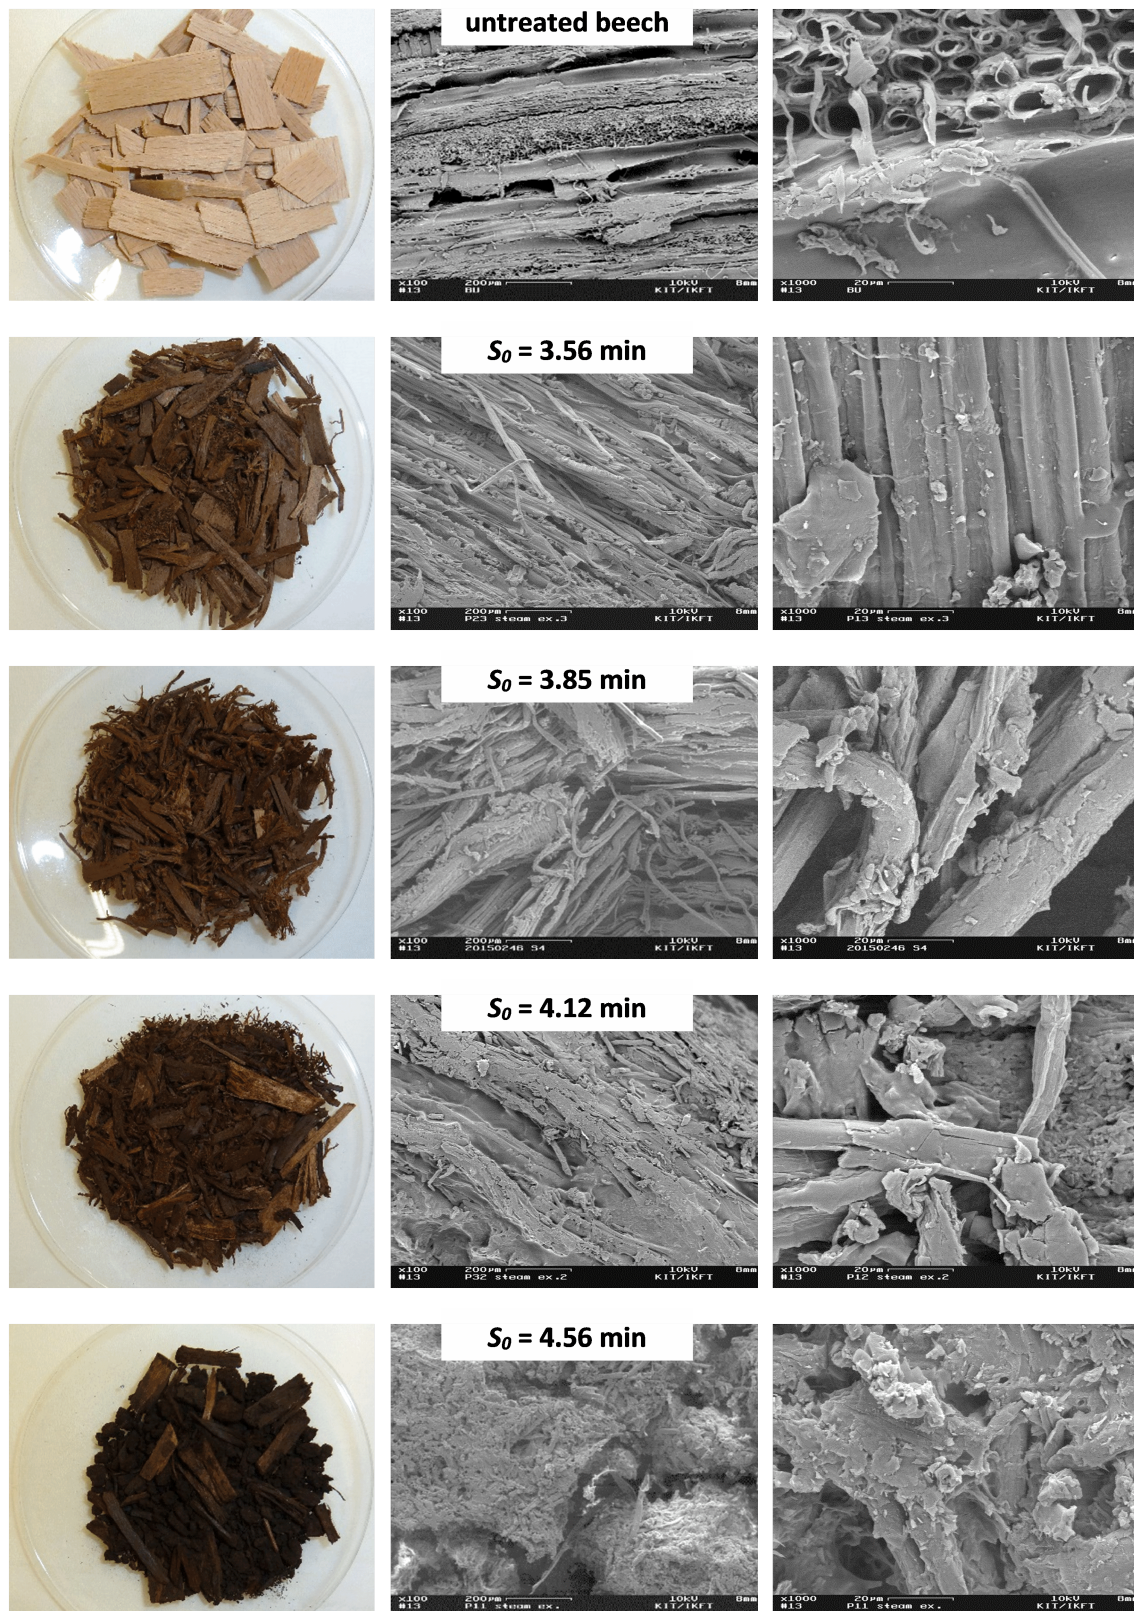 untreated beech
x100 200µm 10kV 8mm
#13 BU KIT/IKFT
x1000 20µm 10kV 8mm
#13 BU KIT/IKFT
S0 = 3.56 min
x100 200µm 10kV 8mm
#13 P23 steam ex.3 KIT/IKFT
x1000 20µm 10kV 8mm
#13 P13 steam ex.3 KIT/IKFT
S0 = 3.85 min
x100 200µm 10kV 8mm
#13 20150246 S4 KIT/IKFT
x1000 20µm 10kV 8mm
#13 20150246 S4 KIT/IKFT
S0 = 4.12 min
x100 200µm 10kV 8mm
#13 P32 steam ex.2 KIT/IKFT
x1000 20µm 10kV 8mm
#13 P12 steam ex.2 KIT/IKFT
S0 = 4.56 min
x100 200µm 10kV 8mm
#13 P11 steam ex. KIT/IKFT
x1000 20µm 10kV 8mm
#13 P11 steam ex. KIT/IKFT